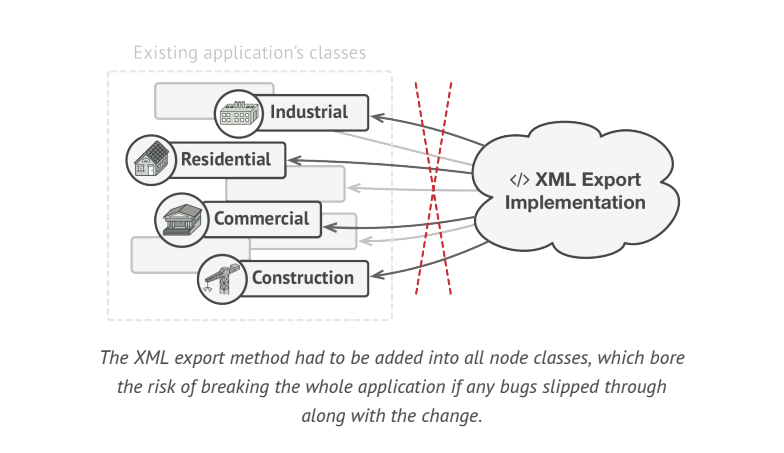 Existing application's classes
Industrial
Residential
Commercial
Construction
</> XML Export
Implementation
The XML export method had to be added into all node classes, which bore
the risk of breaking the whole application if any bugs slipped through
along with the change.